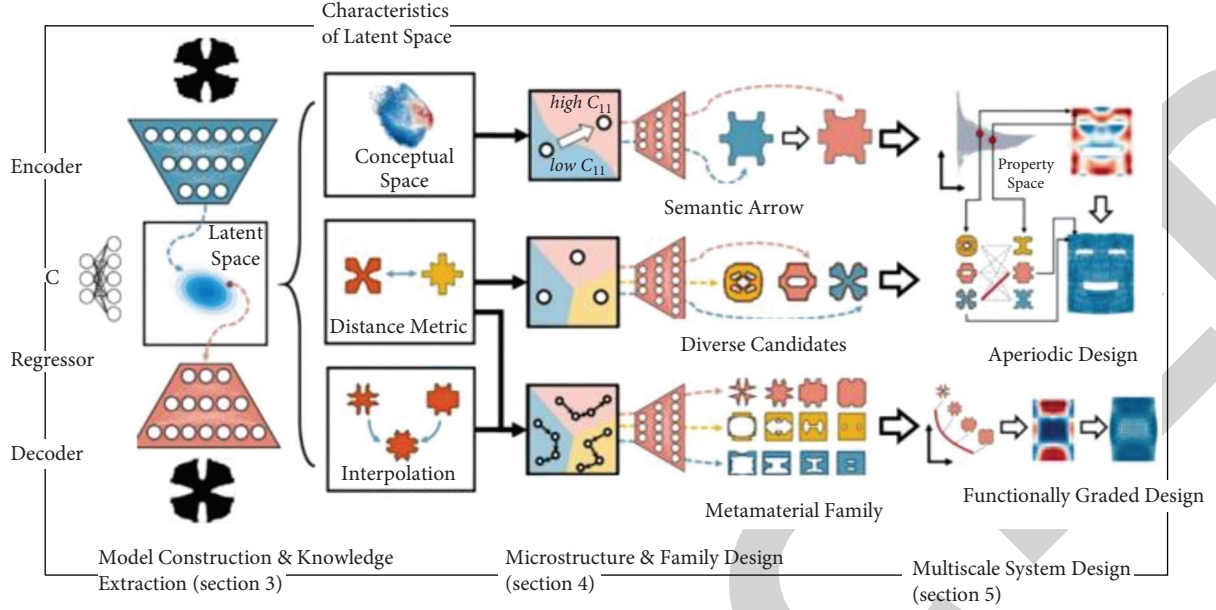 Characteristics
of Latent Space
Encoder
Latent
Space
C
Regressor
Decoder
Conceptual
Space
Distance Metric
Interpolation
high C11
low C11
Semantic Arrow
Diverse Candidates
Metamaterial Family
Property
Space
Aperiodic Design
Functionally Graded Design
Model Construction & Knowledge
Extraction (section 3)
Microstructure & Family Design
(section 4)
Multiscale System Design
(section 5)